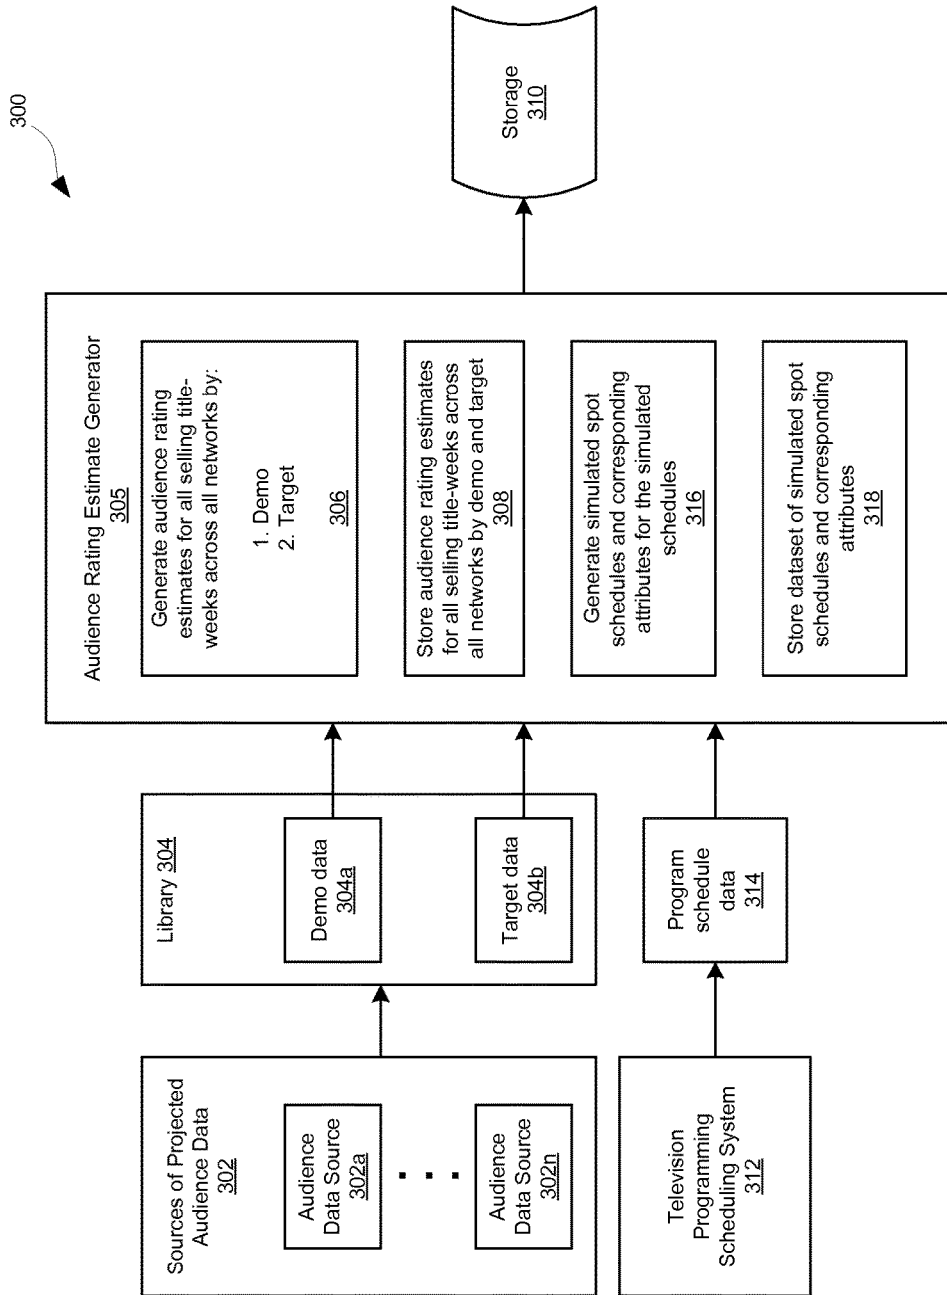 300
Sources of Projected
Audience Data
302
Audience
Data Source
302a
Audience
Data Source
302n
Television
Programming
Scheduling System
312
Library 304
Demo data
304a
Target data
304b
Program
schedule
data
314
Audience Rating Estimate Generator
305
Generate audience rating
estimates for all selling title-
weeks across all networks by:
1. Demo
2. Target
306
Store audience rating estimates
for all selling title-weeks across
all networks by demo and target
308
Generate simulated spot
schedules and corresponding
attributes for the simulated
schedules
316
Store dataset of simulated spot
schedules and corresponding
attributes
318
Storage
310